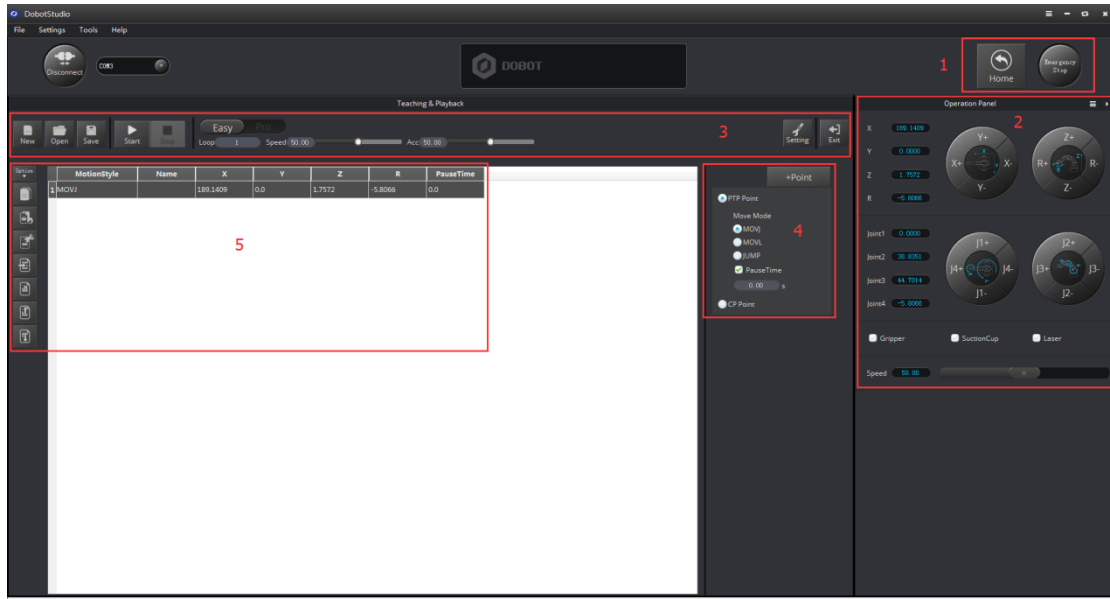 DobotStudio
File Settings Tools Help
Disconnect COM3 DOBOT 1 Home Emergency Stop
Teaching & Playback
New Open Save Start Stop Easy Pro 3 Setting Exit
Loop 1 Speed 50.00 Acc 50.00
Option MotionStyle Name X Y Z R PauseTime
1 MOVJ 189.1409 0.0 1.7572 -5.8066 0.0
5
+Point
PTP Point
Move Mode
MOVJ 4
MOVL
JUMP
PauseTime
0.00 s
CP Point
Operation Panel
2
X 189.1409
Y 0.0000
Z 1.7572
R -5.8066
Y+ Z+
X+ X- R+ R-
Y- Z-
Joint1 0.0000
Joint2 38.8351
Joint3 44.7014
Joint4 -5.8066
J1+ J2+
J4+ J4- J3+ J3-
J1- J2-
Gripper SuctionCup Laser
Speed 50.00